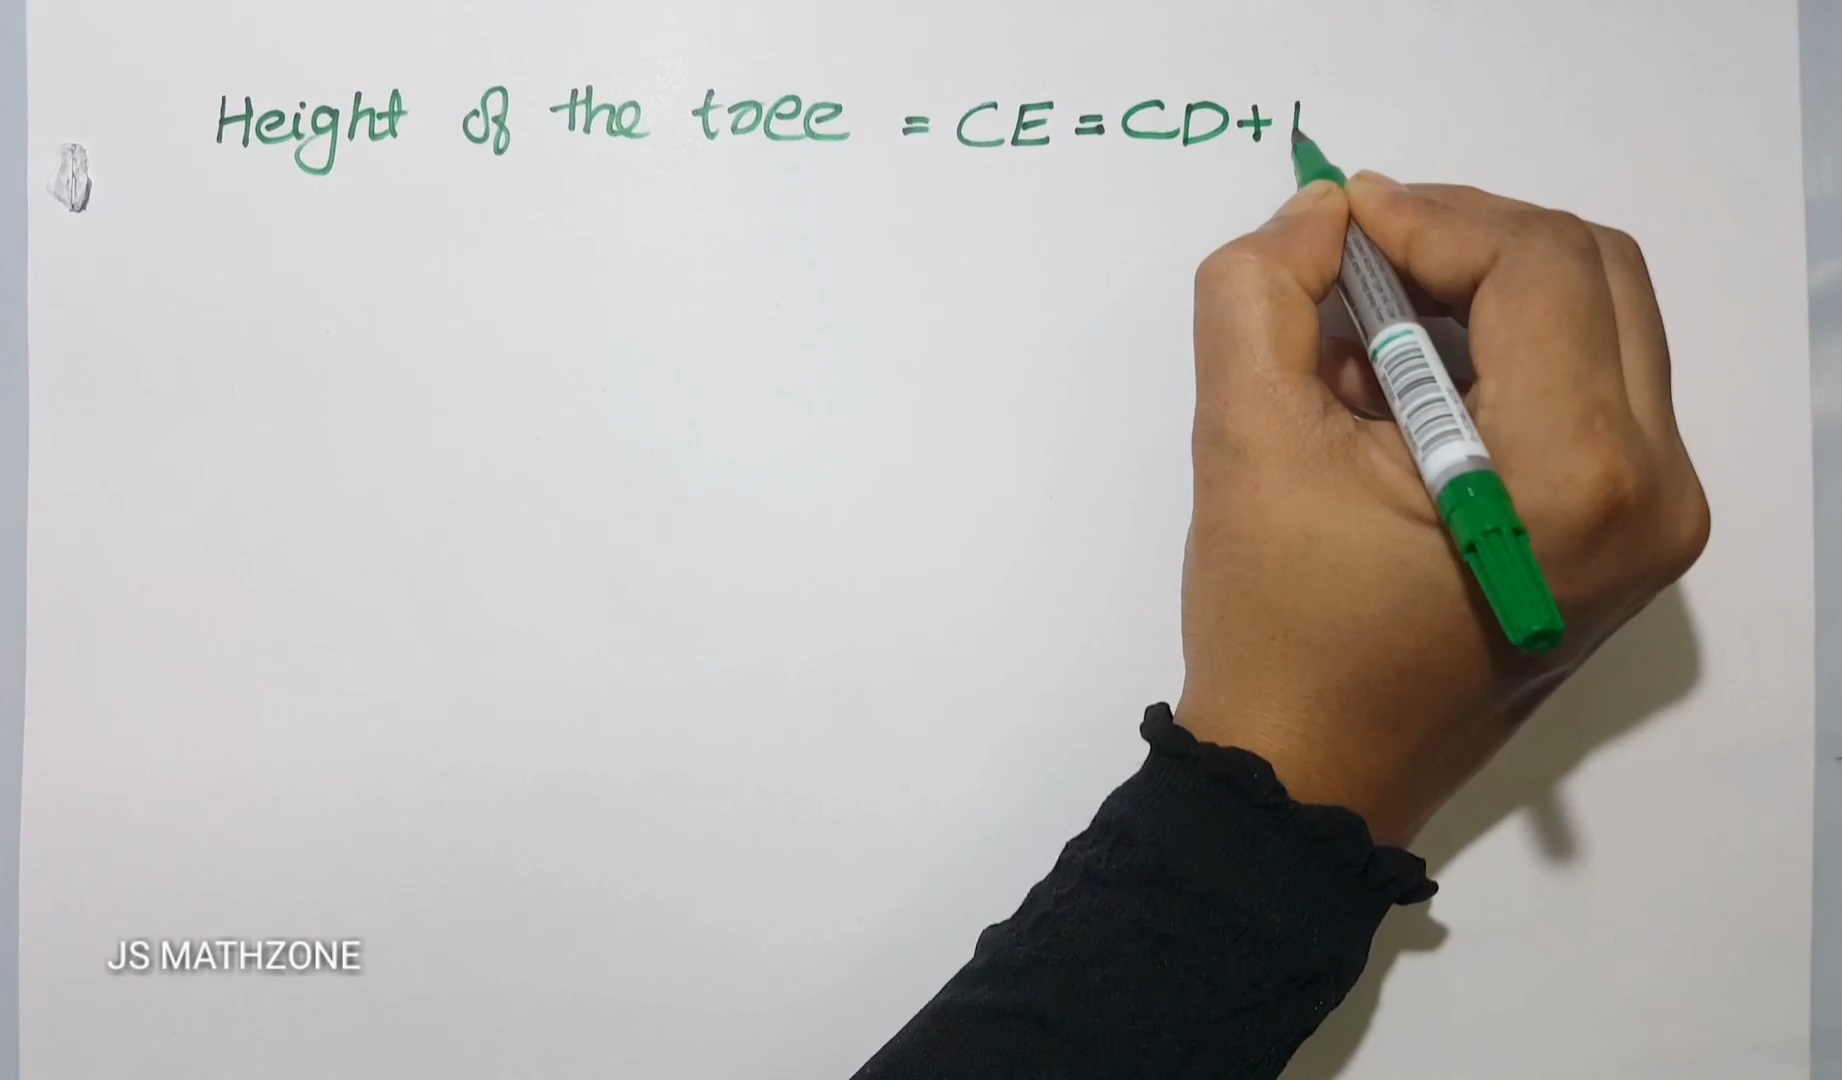 Height of the tree = CE = CD +
JS MATHZONE